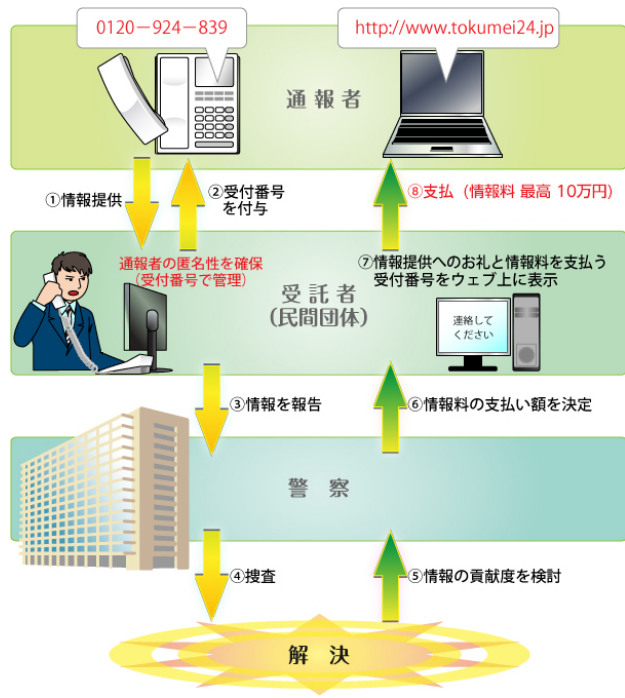 0120－924－839
http://www.tokumei24.jp
通報者
①情報提供
②受付番号
を付与
⑧支払（情報料 最高 10万円）
通報者の匿名性を確保
（受付番号で管理）
⑦情報提供へのお礼と情報料を支払う
受付番号をウェブ上に表示
受託者
（民間団体）
連絡して
ください
③情報を報告
⑥情報料の支払い額を決定
警察
④捜査
⑤情報の貢献度を検討
解決